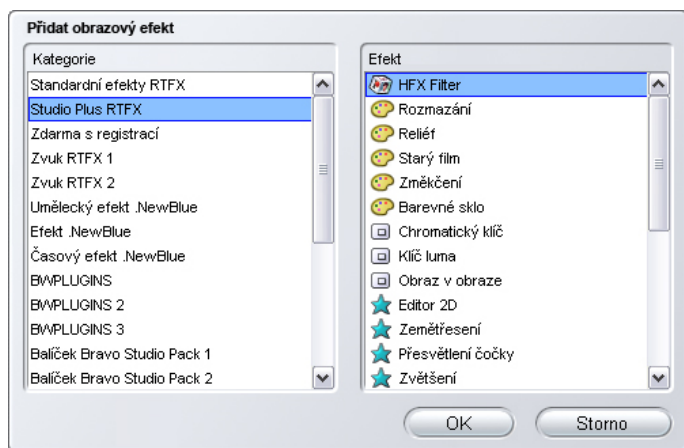 Přidat obrazový efekt
Kategorie
Standardní efekty RTFX
Studio Plus RTFX
Zdarma s registrací
Zvuk RTFX 1
Zvuk RTFX 2
Umělecký efekt .NewBlue
Efekt .NewBlue
Časový efekt .NewBlue
BWPLUGINS
BWPLUGINS 2
BWPLUGINS 3
Balíček Bravo Studio Pack 1
Balíček Bravo Studio Pack 2
Efekt
HFX Filter
Rozmazání
Reliéf
Starý film
Změkčení
Barevné sklo
Chromatický klíč
Klíč luma
Obraz v obraze
Editor 2D
Zemětřesení
Přesvětlení čočky
Zvětšení
OK
Storno